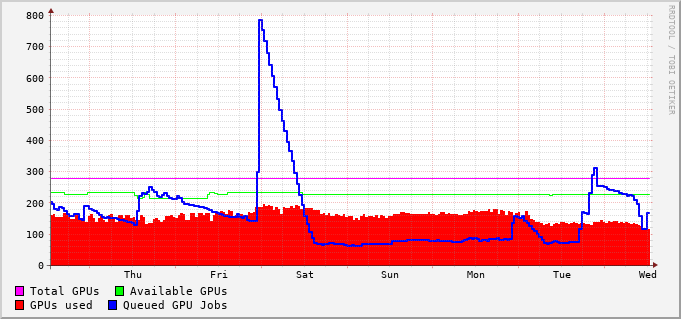 800
700
600
500
400
300
200
100
0
Thu Fri Sat Sun Mon Tue Wed
Total GPUs Available GPUs
GPUs used Queued GPU Jobs
RRDTOOL / TOBI OETIKER